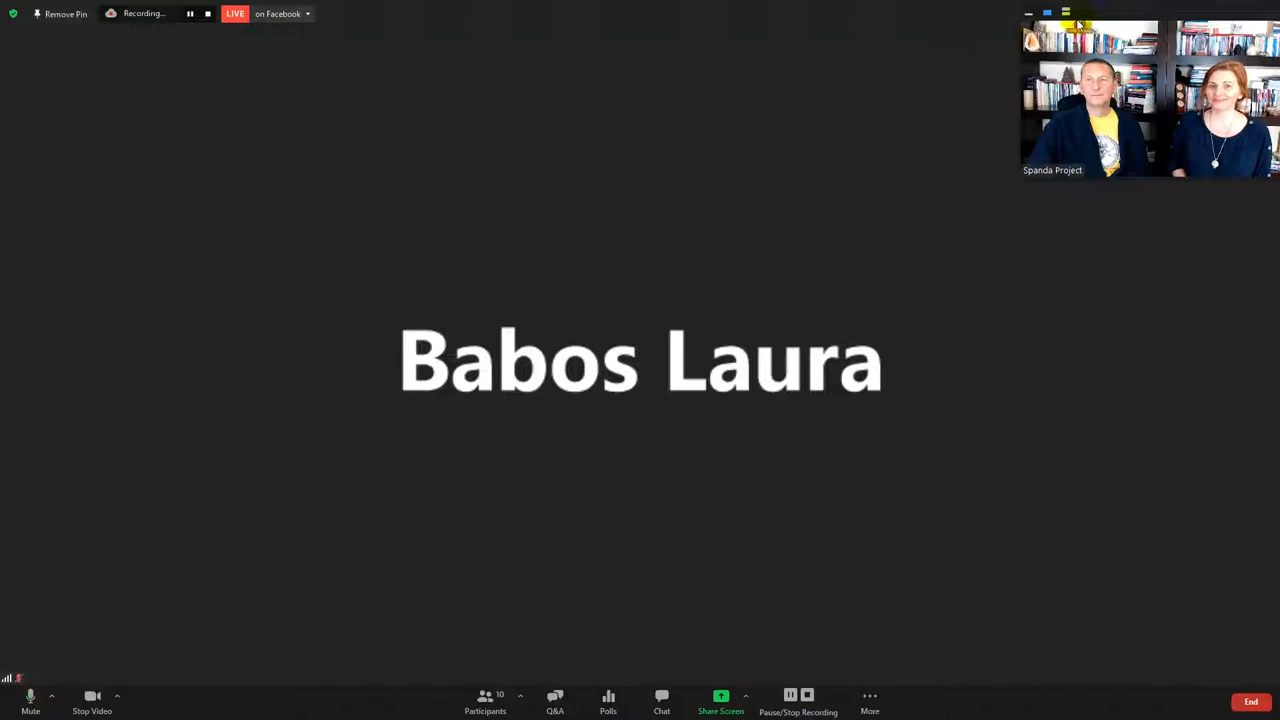 Remove Pin
Recording...
LIVE
on Facebook
Spanda Project
Babos Laura
Mute
Stop Video
Participants
10
Q&A
Polls
Chat
Share Screen
Pause/Stop Recording
More
End